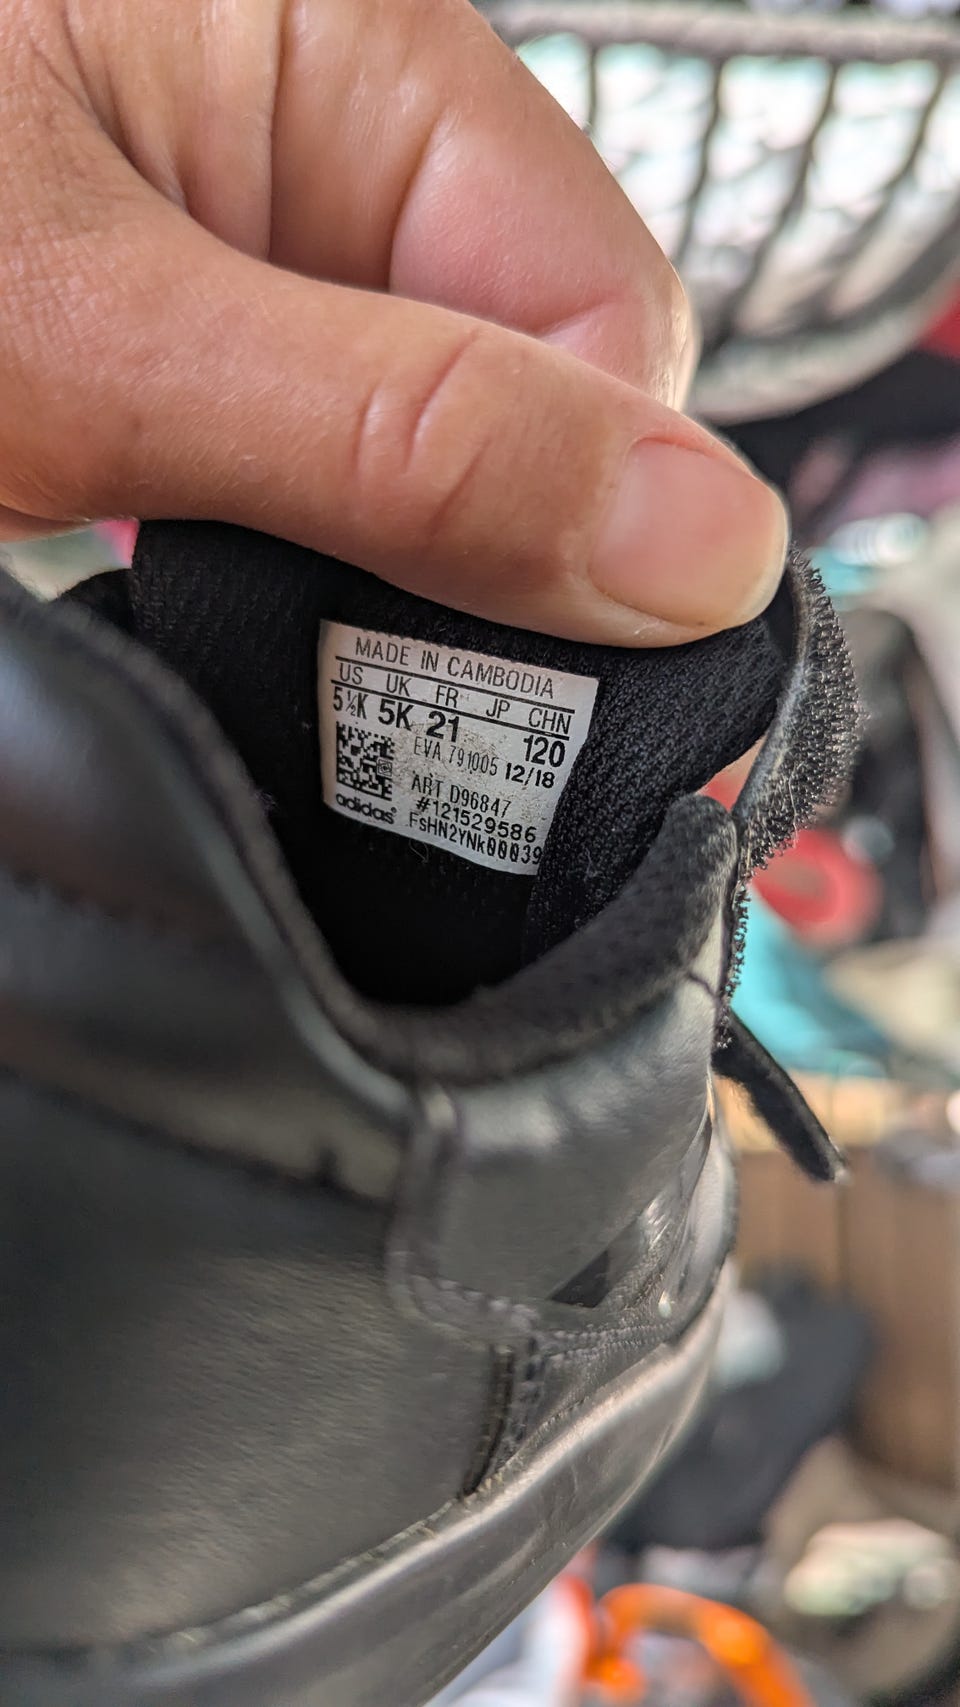 MADE IN CAMBODIA
US UK FR JP CHN
5½K 5K 21 120
EVA 791005 12/18
ART D96847
#121529586
adidas® FsHN2YNk00039